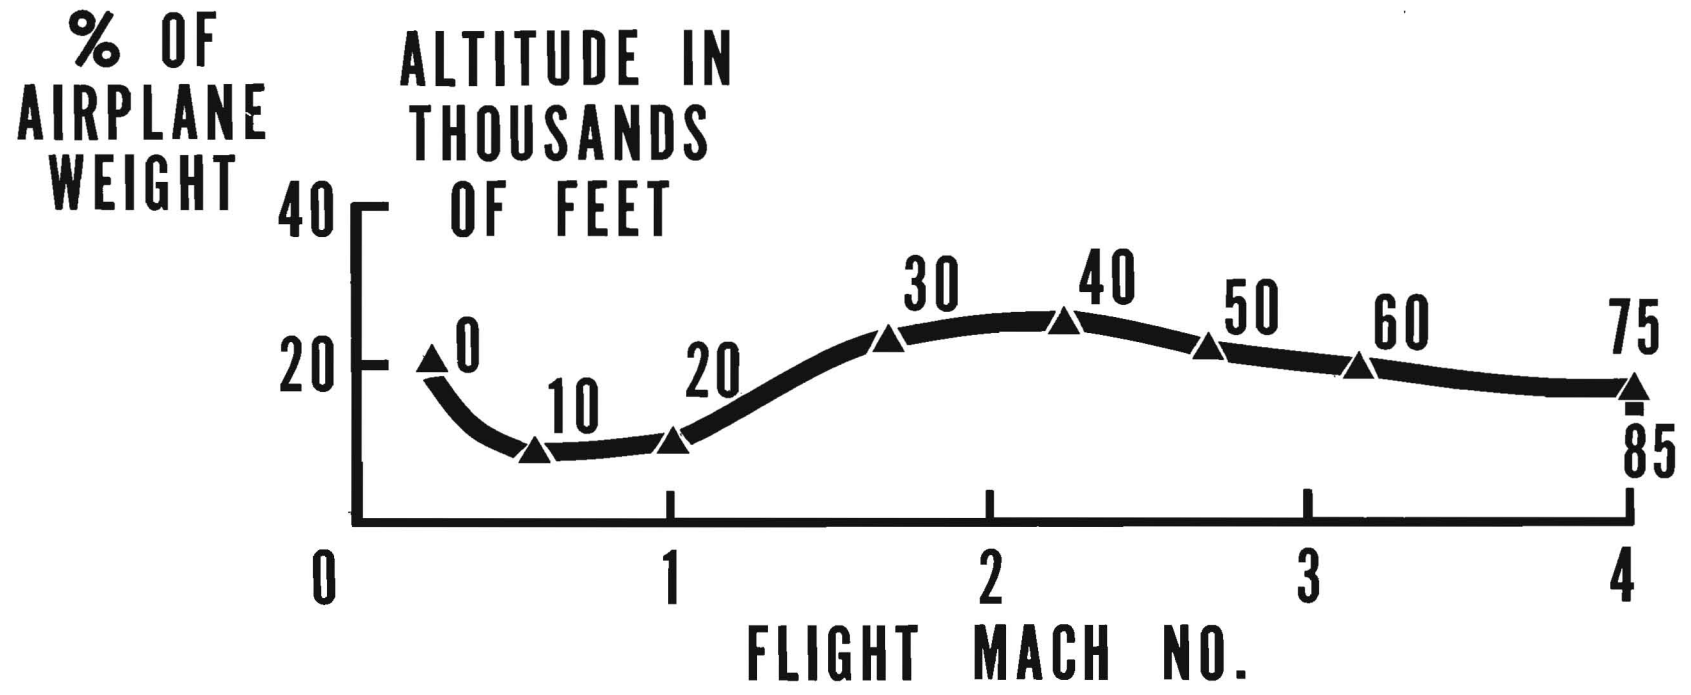 % OF
AIRPLANE
WEIGHT
ALTITUDE IN
THOUSANDS
OF FEET
40
20
0
10
20
30
40
50
60
75
85
0
1
2
3
4
FLIGHT MACH NO.